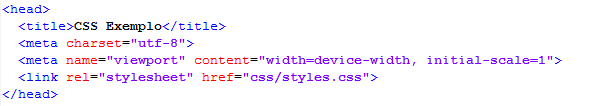 <head>
<title>CSS Exemplo</title>
<meta charset="utf-8">
<meta name="viewport" content="width=device-width, initial-scale=1">
<link rel="stylesheet" href="css/styles.css">
</head>